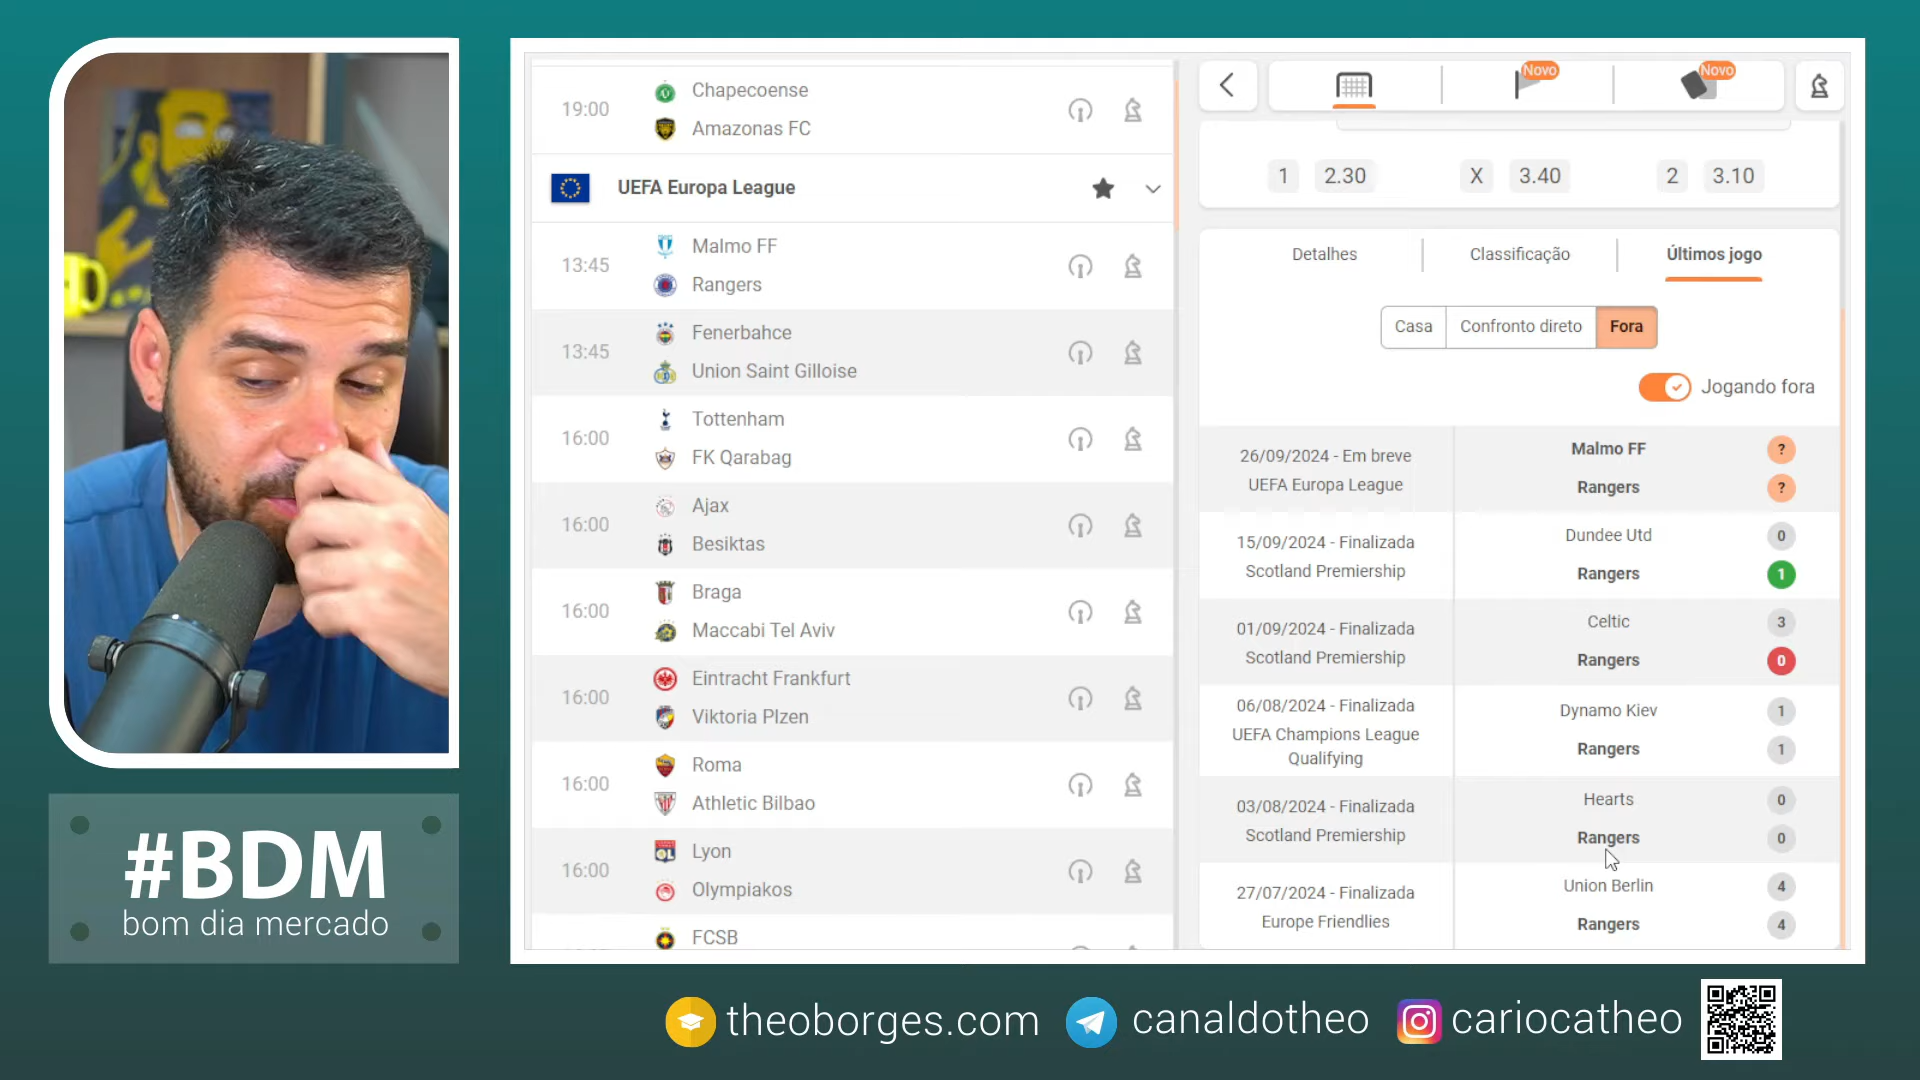 19:00
Chapecoense
Amazonas FC
UEFA Europa League
13:45
Malmo FF
Rangers
13:45
Fenerbahce
Union Saint Gilloise
16:00
Tottenham
FK Qarabag
16:00
Ajax
Besiktas
16:00
Braga
Maccabi Tel Aviv
16:00
Eintracht Frankfurt
Viktoria Plzen
16:00
Roma
Athletic Bilbao
16:00
Lyon
Olympiakos
FCSB
Novo
Novo
1 2.30 X 3.40 2 3.10
Detalhes Classificação Últimos jogo
Casa Confronto direto Fora
Jogando fora
26/09/2024 - Em breve
UEFA Europa League
Malmo FF ?
Rangers ?
15/09/2024 - Finalizada
Scotland Premiership
Dundee Utd 0
Rangers 1
01/09/2024 - Finalizada
Scotland Premiership
Celtic 3
Rangers 0
06/08/2024 - Finalizada
UEFA Champions League
Qualifying
Dynamo Kiev 1
Rangers 1
03/08/2024 - Finalizada
Scotland Premiership
Hearts 0
Rangers 0
27/07/2024 - Finalizada
Europe Friendlies
Union Berlin 4
Rangers 4
#BDM
bom dia mercado
theoborges.com canaldotheo cariocatheo